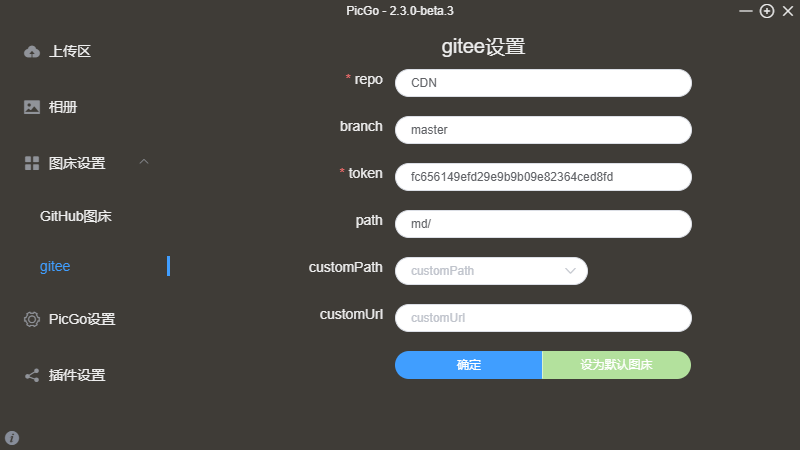 PicGo - 2.3.0-beta.3
上传区
相册
图床设置
GitHub图床
gitee
PicGo设置
插件设置
gitee设置
* repo
CDN
branch
master
* token
fc656149efd29e9b9b09e82364ced8fd
path
md/
customPath
customPath
customUrl
customUrl
确定
设为默认图床